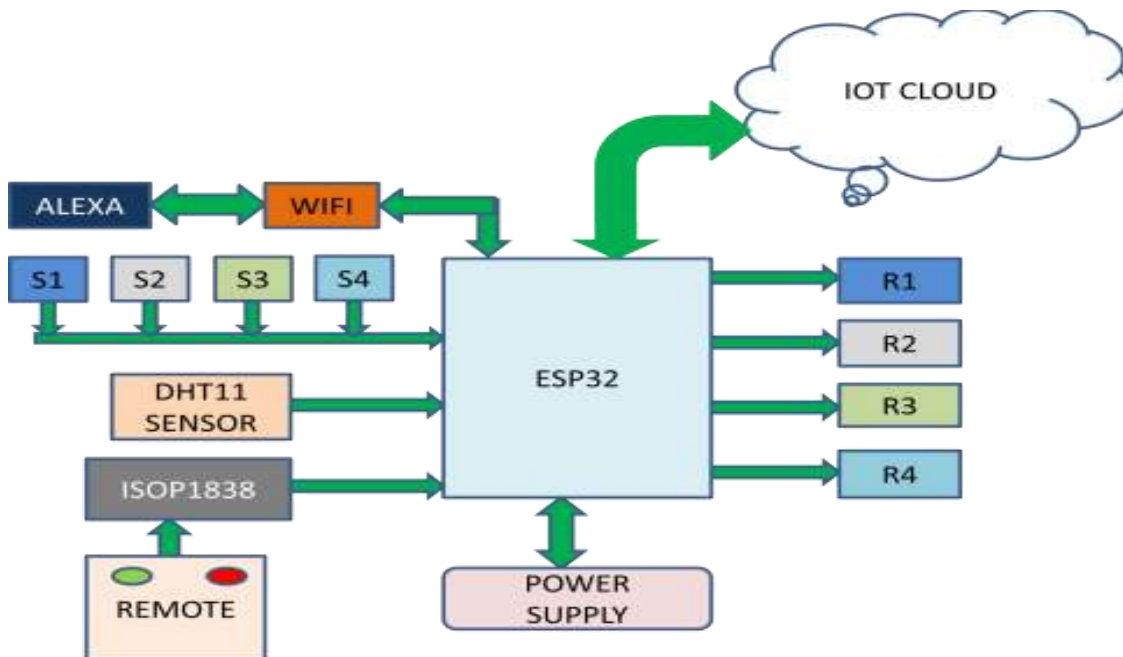 IOT CLOUD
ALEXA
WIFI
S1
S2
S3
S4
R1
R2
ESP32
DHT11
SENSOR
R3
ISOP1838
R4
POWER
SUPPLY
REMOTE